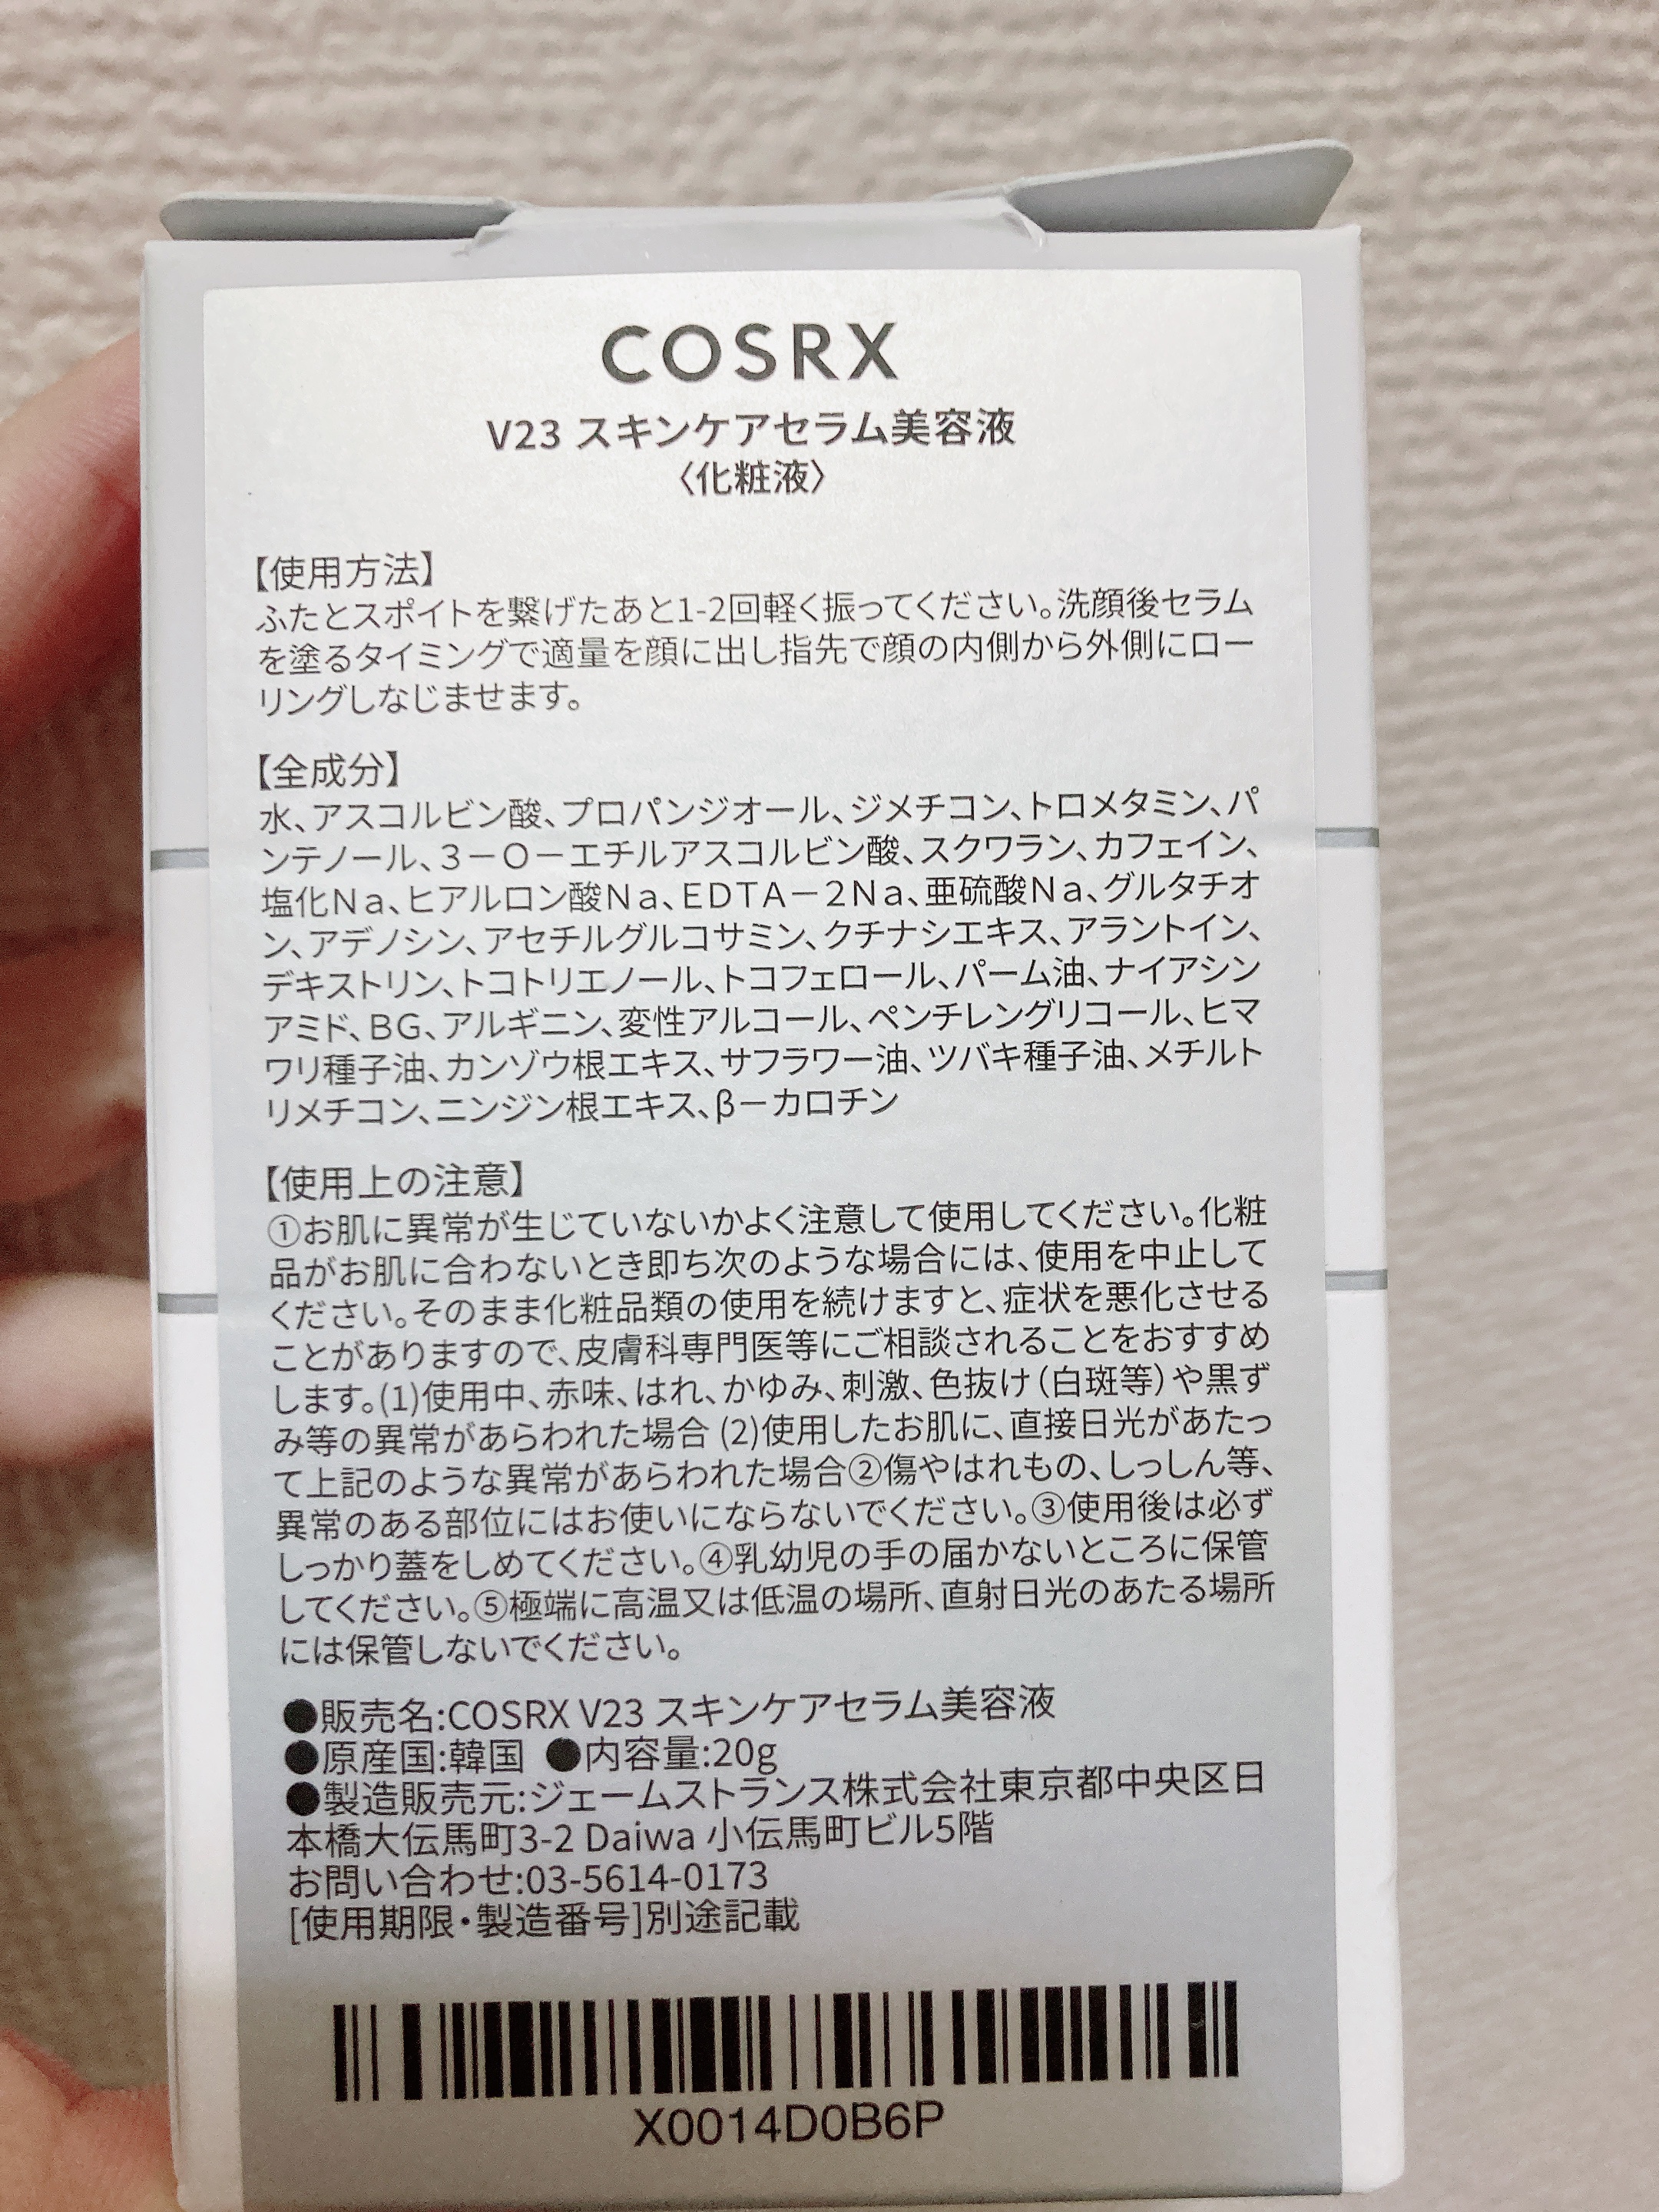 COSRX
V23 スキンケアセラム美容液
〈化粧液〉
【使用方法】
ふたとスポイトを繋げたあと1-2回軽く振ってください。洗顔後セラム
を塗るタイミングで適量を顔に出し指先で顔の内側から外側にロー
リングしなじませます。
【全成分】
水、アスコルビン酸、プロパンジオール、ジメチコン、トロメタミン、パ
ンテノール、3－O－エチルアスコルビン酸、スクワラン、カフェイン、
塩化Na、ヒアルロン酸Na、EDTA－2Na、亜硫酸Na、グルタチオ
ン、アデノシン、アセチルグルコサミン、クチナシエキス、アラントイン、
デキストリン、トコトリエノール、トコフェロール、パーム油、ナイアシン
アミド、BG、アルギニン、変性アルコール、ペンチレングリコール、ヒマ
ワリ種子油、カンゾウ根エキス、サフラワー油、ツバキ種子油、メチルト
リメチコン、ニンジン根エキス、β－カロチン
【使用上の注意】
①お肌に異常が生じていないかよく注意して使用してください。化粧
品がお肌に合わないとき即ち次のような場合には、使用を中止して
ください。そのまま化粧品類の使用を続けますと、症状を悪化させる
ことがありますので、皮膚科専門医等にご相談されることをおすすめ
します。(1)使用中、赤味、はれ、かゆみ、刺激、色抜け（白斑等）や黒ず
み等の異常があらわれた場合 (2)使用したお肌に、直接日光があたっ
て上記のような異常があらわれた場合②傷やはれもの、しっしん等、
異常のある部位にはお使いにならないでください。③使用後は必ず
しっかり蓋をしめてください。④乳幼児の手の届かないところに保管
してください。⑤極端に高温又は低温の場所、直射日光のあたる場所
には保管しないでください。
●販売名:COSRX V23 スキンケアセラム美容液
●原産国:韓国 ●内容量:20g
●製造販売元:ジェームストランス株式会社東京都中央区日
本橋大伝馬町3-2 Daiwa 小伝馬町ビル5階
お問い合わせ:03-5614-0173
[使用期限・製造番号]別途記載
X0014D0B6P